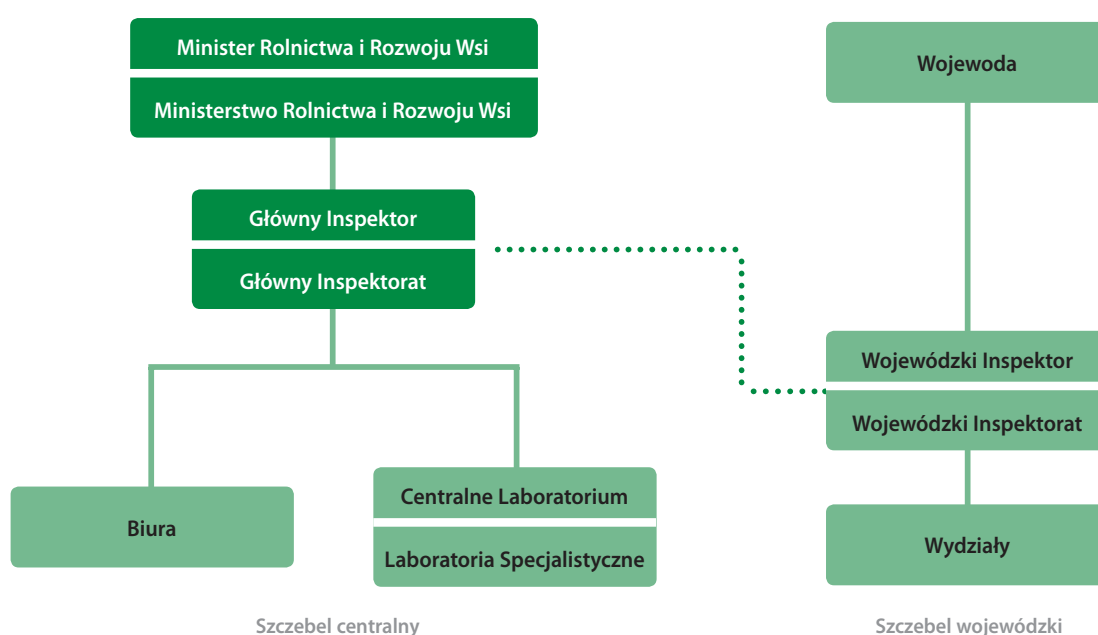 Minister Rolnictwa i Rozwoju Wsi
Ministerstwo Rolnictwa i Rozwoju Wsi
Główny Inspektor
Główny Inspektorat
Biura
Centralne Laboratorium
Laboratoria Specjalistyczne
Szczebel centralny
Wojewoda
Wojewódzki Inspektor
Wojewódzki Inspektorat
Wydziały
Szczebel wojewódzki